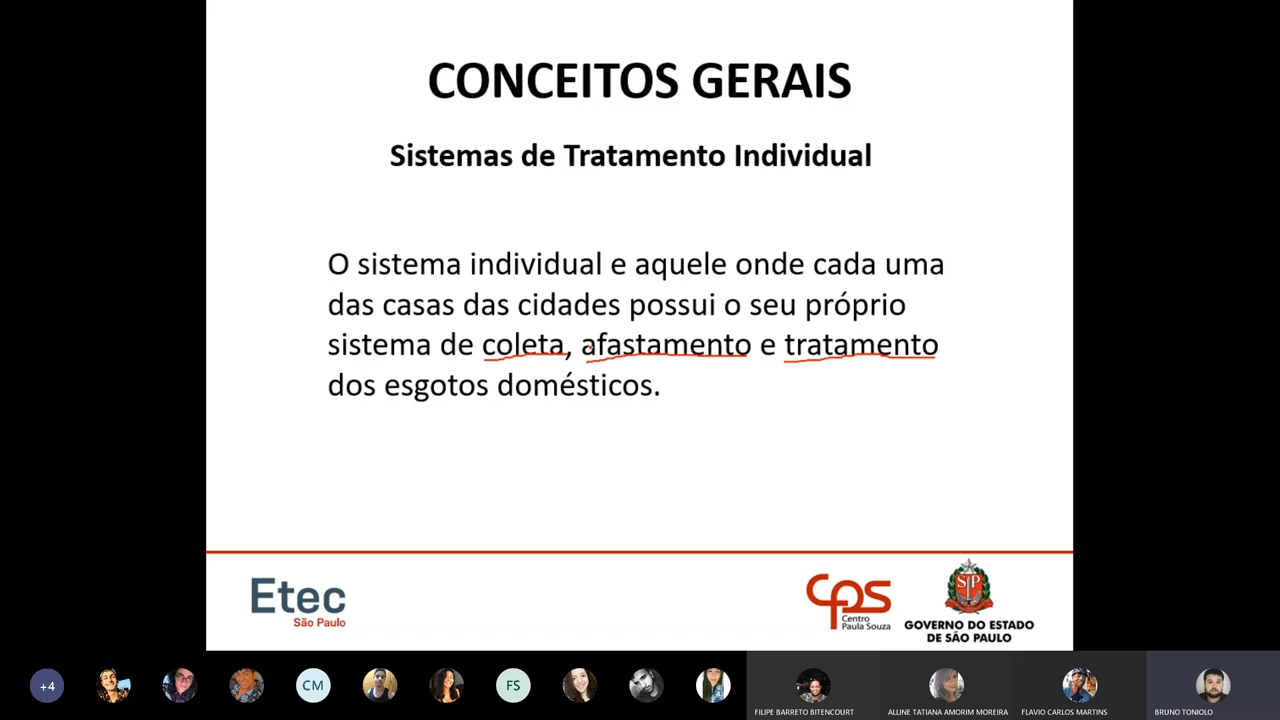 CONCEITOS GERAIS
Sistemas de Tratamento Individual
O sistema individual e aquele onde cada uma
das casas das cidades possui o seu próprio
sistema de coleta, afastamento e tratamento
dos esgotos domésticos.
Etec
São Paulo
CPS
Centro
Paula Souza
SP
GOVERNO DO ESTADO
DE SÃO PAULO
+4
CM
FS
FILIPE BARRETO BITENCOURT
ALLINE TATIANA AMORIM MOREIRA
FLAVIO CARLOS MARTINS
BRUNO TONIOLO